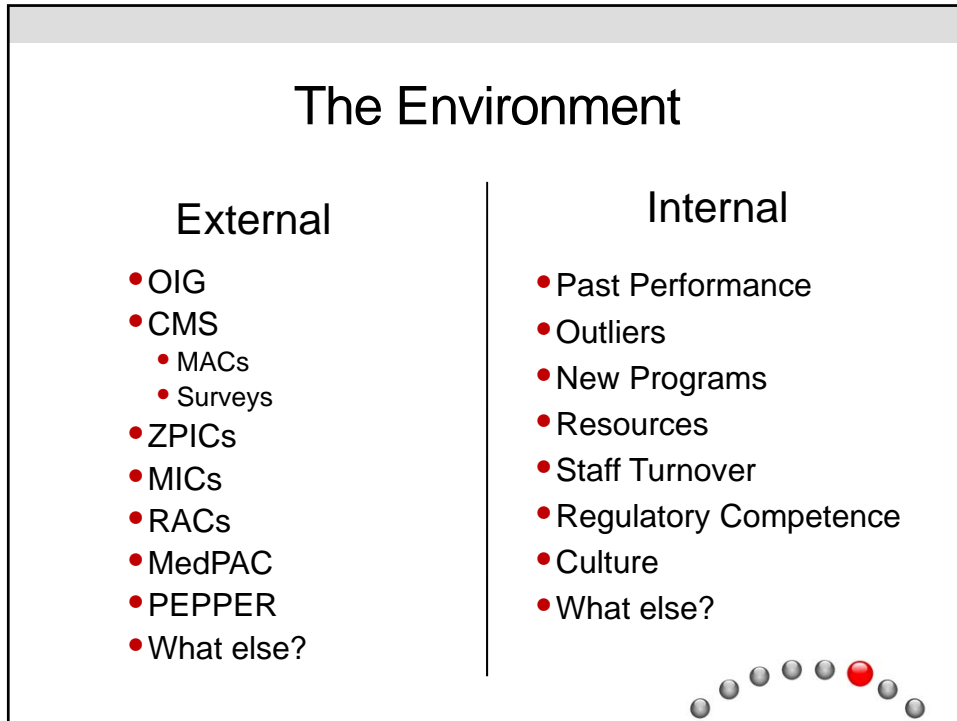 The Environment
External
• OIG
• CMS
• MACs
• Surveys
• ZPICs
• MICs
• RACs
• MedPAC
• PEPPER
• What else?
Internal
• Past Performance
• Outliers
• New Programs
• Resources
• Staff Turnover
• Regulatory Competence
• Culture
• What else?